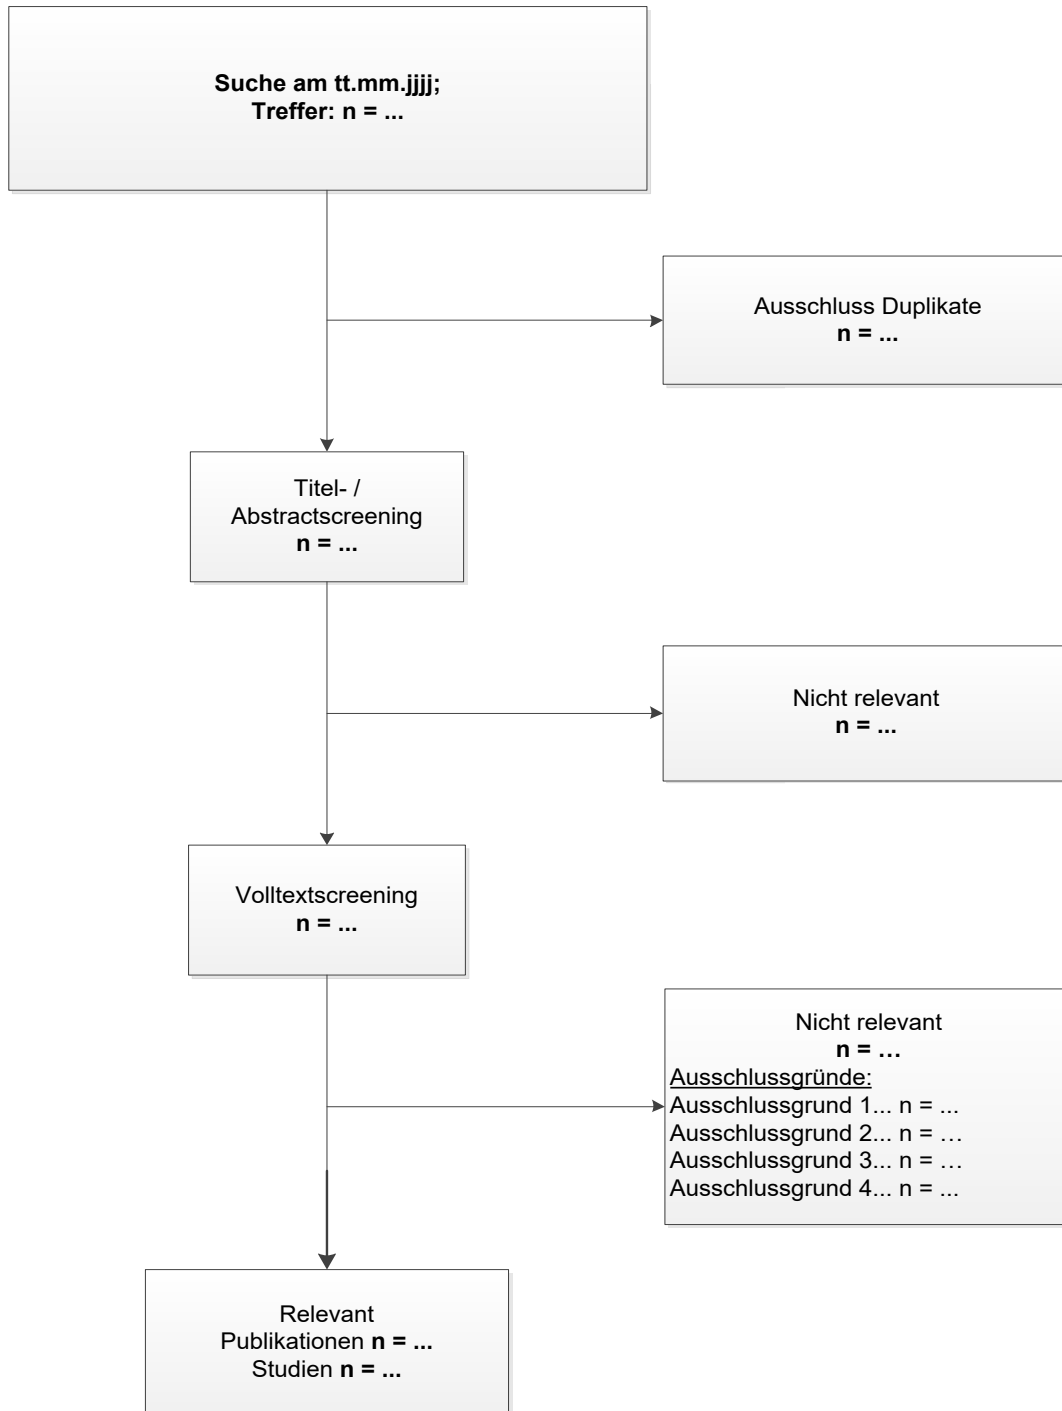 Suche am tt.mm.jjjj;
Treffer: n = ...
Ausschluss Duplikate
n = ...
Titel- /
Abstractscreening
n = ...
Nicht relevant
n = ...
Volltextscreening
n = ...
Nicht relevant
n = …
Ausschlussgründe:
Ausschlussgrund 1... n = ...
Ausschlussgrund 2... n = …
Ausschlussgrund 3... n = …
Ausschlussgrund 4... n = ...
Relevant
Publikationen n = ...
Studien n = ...